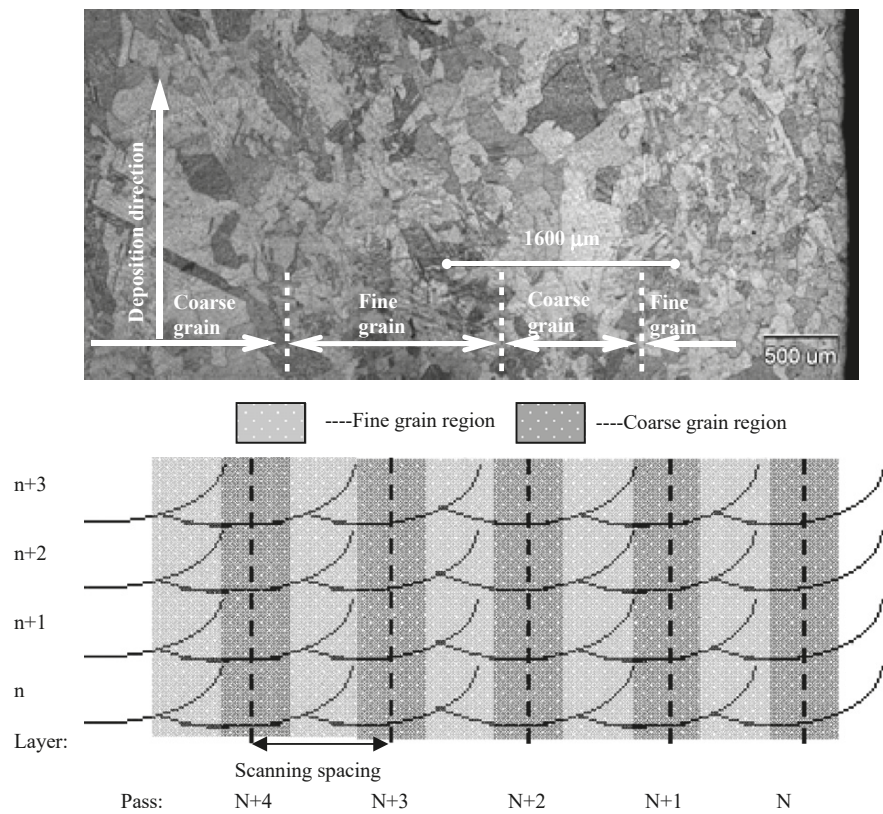 Deposition direction
1600 μm
Coarse
grain
Fine
grain
Coarse
grain
Fine
grain
500 um
----Fine grain region
----Coarse grain region
n+3
n+2
n+1
n
Layer:
Scanning spacing
Pass:
N+4
N+3
N+2
N+1
N